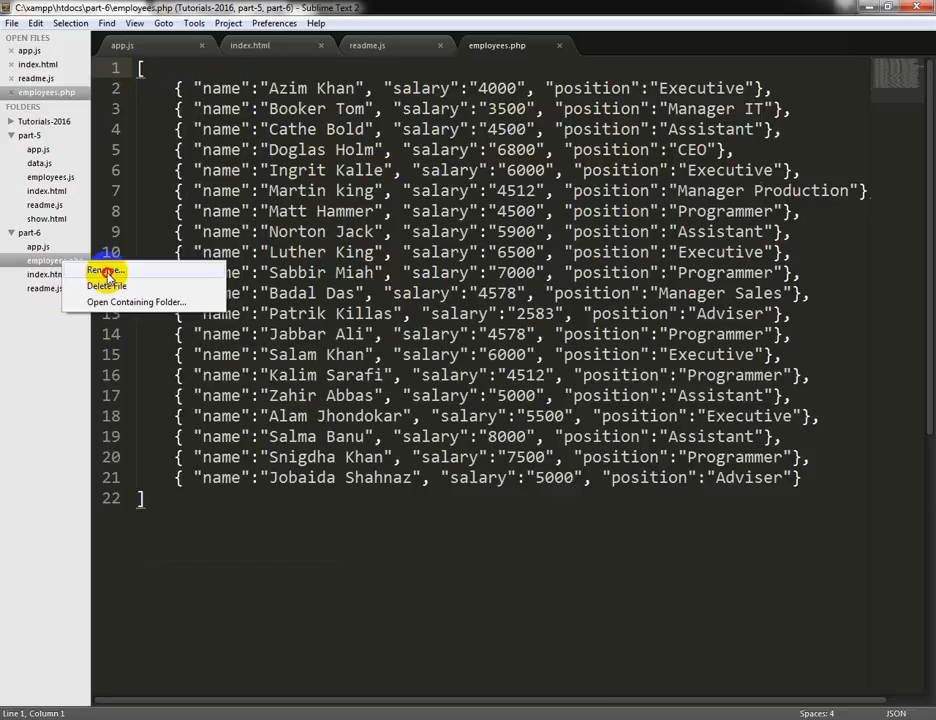 C:\xampp\htdocs\part-6\employees.php (Tutorials-2016, part-5, part-6) - Sublime Text 2
File Edit Selection Find View Goto Tools Project Preferences Help
OPEN FILES
app.js
index.html
readme.js
employees.php
FOLDERS
Tutorials-2016
part-5
app.js
data.js
employees.js
index.html
readme.js
show.html
part-6
app.js
Rename...
Delete File
Open Containing Folder...
app.js index.html readme.js employees.php
1 [
2 { "name":"Azim Khan", "salary":"4000", "position":"Executive"},
3 { "name":"Booker Tom", "salary":"3500", "position":"Manager IT"},
4 { "name":"Cathe Bold", "salary":"4500", "position":"Assistant"},
5 { "name":"Doglas Holm", "salary":"6800", "position":"CEO"},
6 { "name":"Ingrit Kalle", "salary":"6000", "position":"Executive"},
7 { "name":"Martin king", "salary":"4512", "position":"Manager Production"},
8 { "name":"Matt Hammer", "salary":"4500", "position":"Programmer"},
9 { "name":"Norton Jack", "salary":"5900", "position":"Assistant"},
10 { "name":"Luther King", "salary":"6500", "position":"Executive"},
{ "name":"Sabbir Miah", "salary":"7000", "position":"Programmer"},
{ "name":"Badal Das", "salary":"4578", "position":"Manager Sales"},
13 { "name":"Patrik Killas", "salary":"2583", "position":"Adviser"},
14 { "name":"Jabbar Ali", "salary":"4578", "position":"Programmer"},
15 { "name":"Salam Khan", "salary":"6000", "position":"Executive"},
16 { "name":"Kalim Sarafi", "salary":"4512", "position":"Programmer"},
17 { "name":"Zahir Abbas", "salary":"5000", "position":"Assistant"},
18 { "name":"Alam Jhondokar", "salary":"5500", "position":"Executive"},
19 { "name":"Salma Banu", "salary":"8000", "position":"Assistant"},
20 { "name":"Snigdha Khan", "salary":"7500", "position":"Programmer"},
21 { "name":"Jobaida Shahnaz", "salary":"5000", "position":"Adviser"}
22 ]
Line 1, Column 1 Spaces: 4 JSON